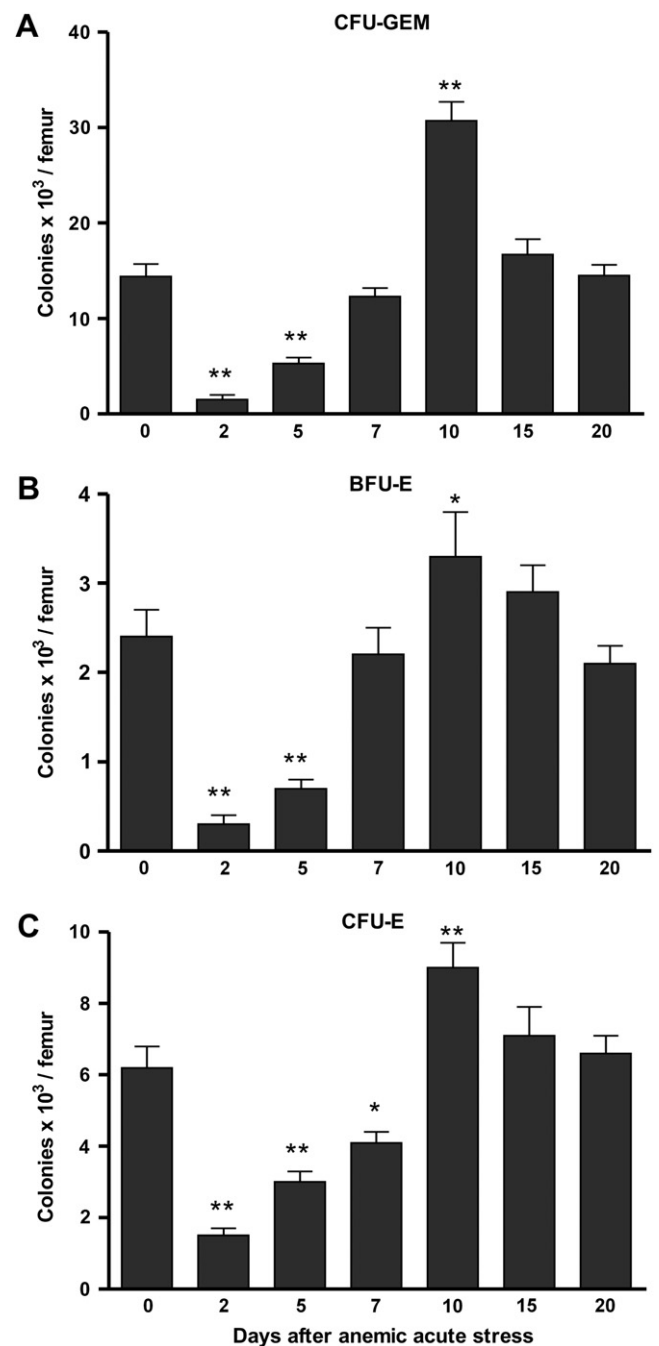 A
CFU-GEM
Colonies x 10³ / femur
40
30
20
10
0
**
**
**
0 2 5 7 10 15 20
B
BFU-E
Colonies x 10³ / femur
4
3
2
1
0
**
**
*
0 2 5 7 10 15 20
C
CFU-E
Colonies x 10³ / femur
10
8
6
4
2
0
**
**
*
**
0 2 5 7 10 15 20
Days after anemic acute stress